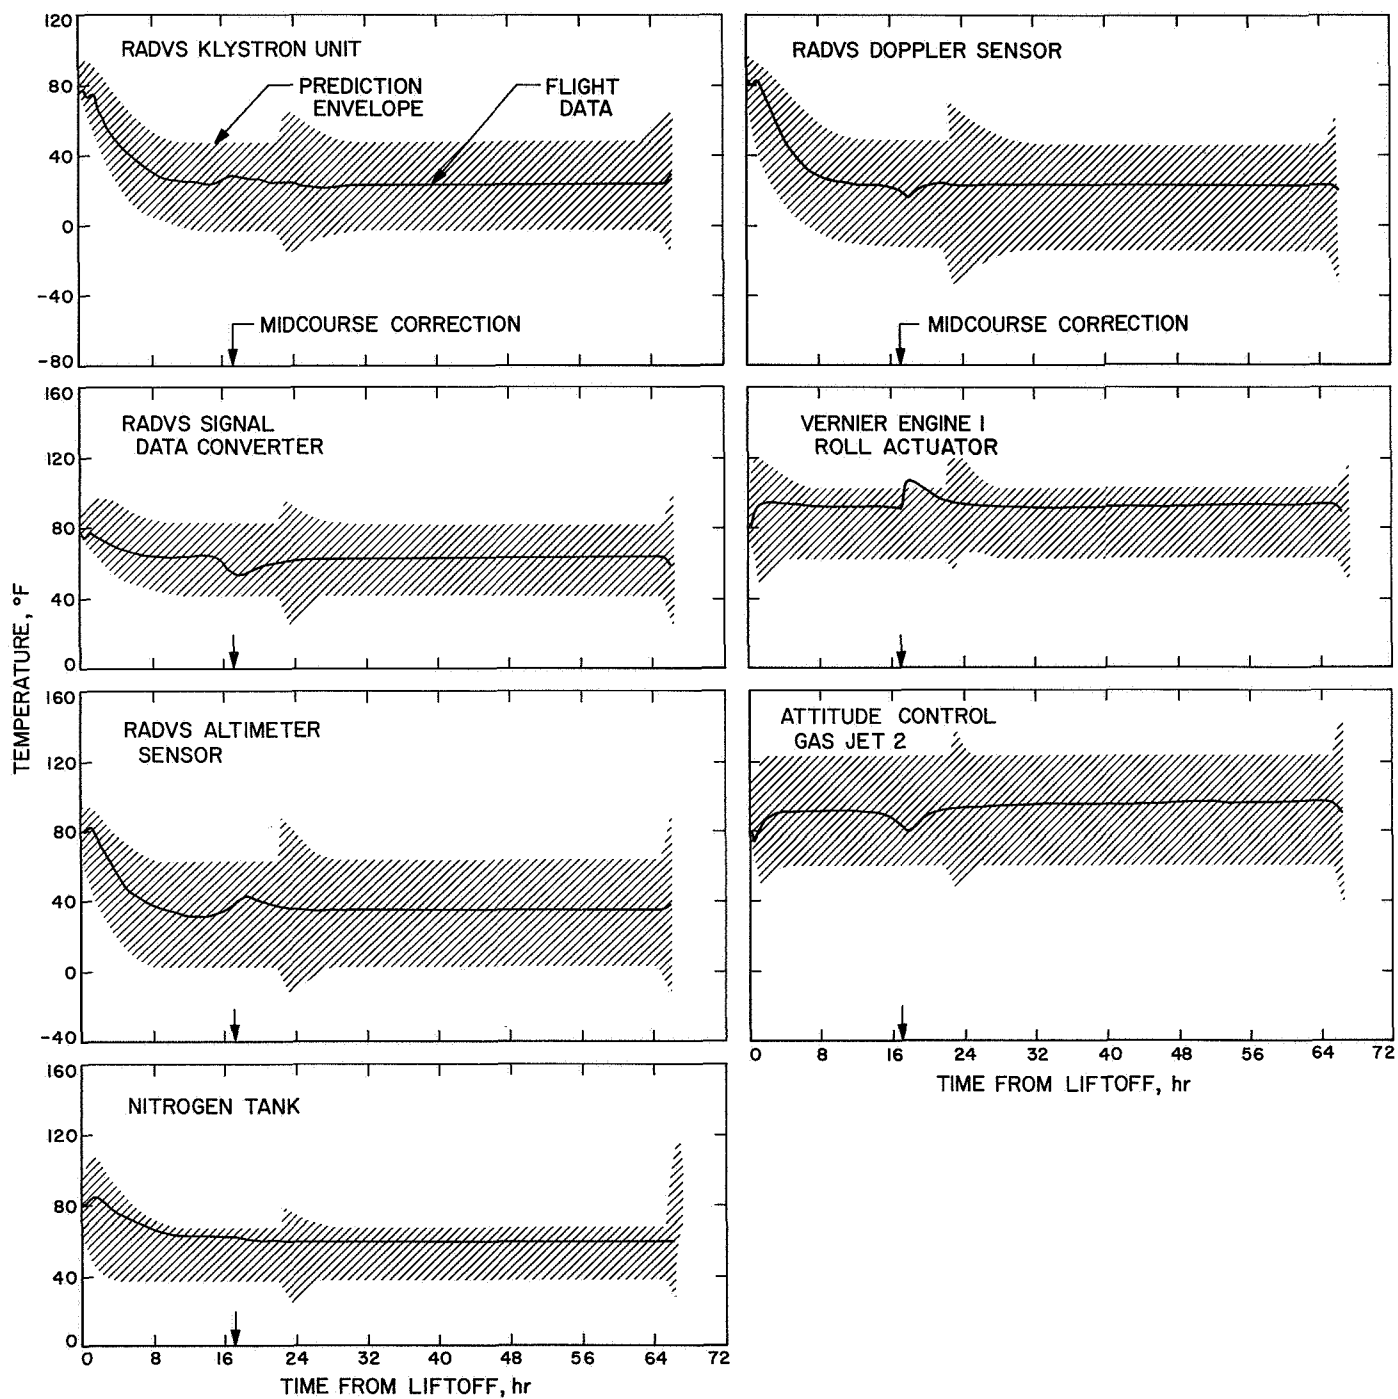 120
80
40
0
-40
-80
RADVS KLYSTRON UNIT
PREDICTION
ENVELOPE
FLIGHT
DATA
MIDCOURSE CORRECTION
RADVS DOPPLER SENSOR
MIDCOURSE CORRECTION
160
120
80
40
0
RADVS SIGNAL
DATA CONVERTER
VERNIER ENGINE I
ROLL ACTUATOR
TEMPERATURE, °F
160
120
80
40
0
-40
RADVS ALTIMETER
SENSOR
ATTITUDE CONTROL
GAS JET 2
0 8 16 24 32 40 48 56 64 72
TIME FROM LIFTOFF, hr
160
120
80
40
0
NITROGEN TANK
0 8 16 24 32 40 48 56 64 72
TIME FROM LIFTOFF, hr